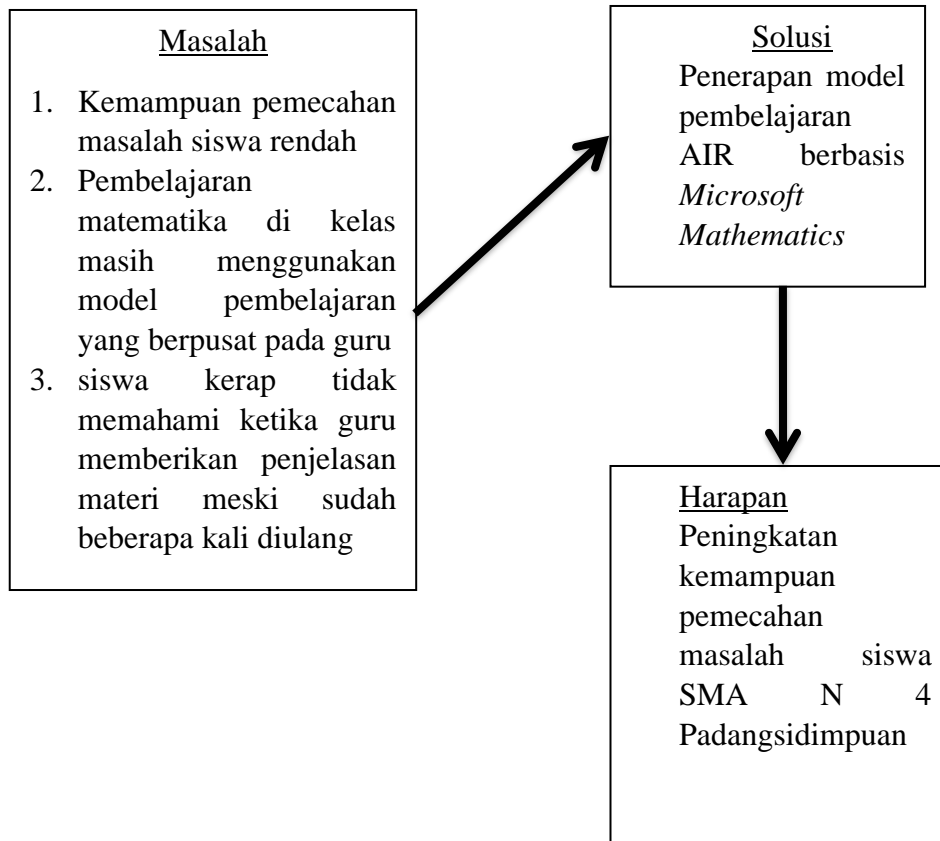 Masalah
1. Kemampuan pemecahan
masalah siswa rendah
2. Pembelajaran
matematika di kelas
masih menggunakan
model pembelajaran
yang berpusat pada guru
3. siswa kerap tidak
memahami ketika guru
memberikan penjelasan
materi meski sudah
beberapa kali diulang
Solusi
Penerapan model
pembelajaran
AIR berbasis
Microsoft
Mathematics
Harapan
Peningkatan
kemampuan
pemecahan
masalah siswa
SMA N 4
Padangsidimpuan